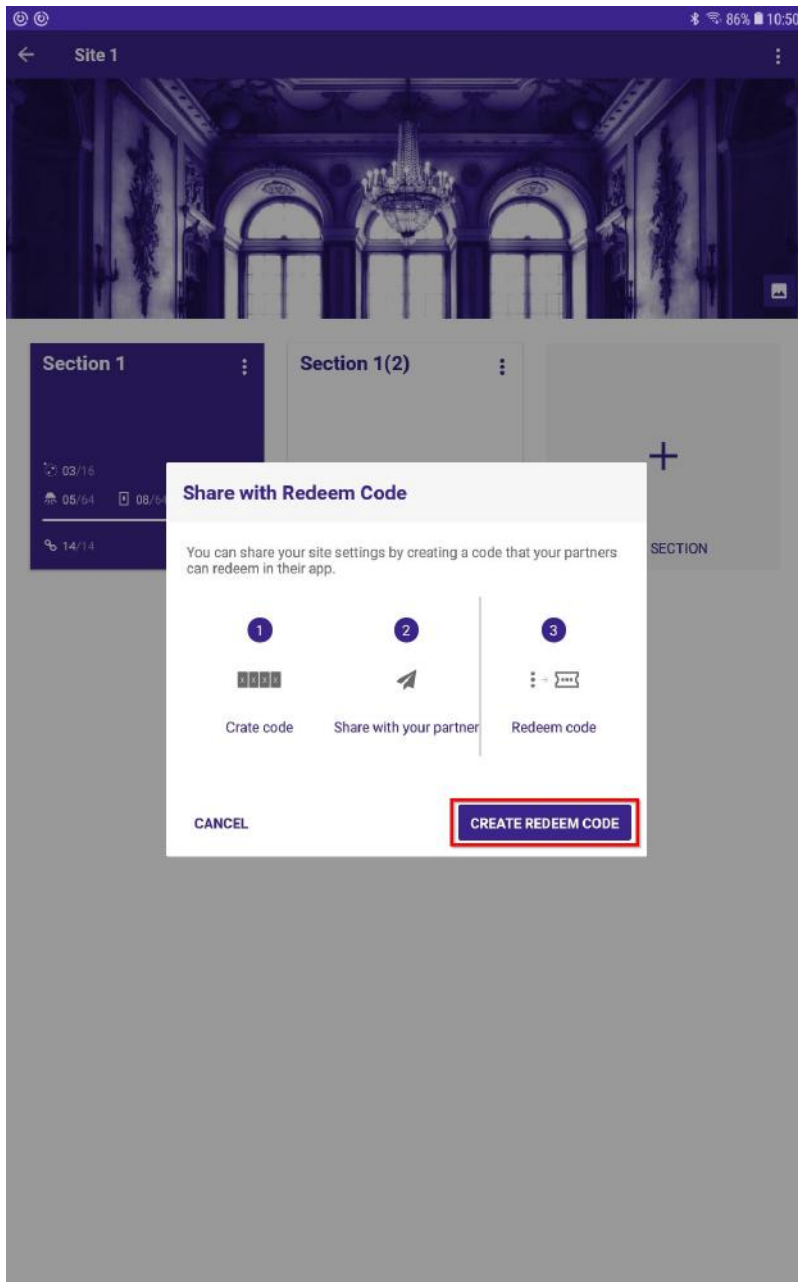 86% 10:50
Site 1
Section 1
Section 1(2)
03/16
05/64 08/64
14/14
SECTION
Share with Redeem Code
You can share your site settings by creating a code that your partners
can redeem in their app.
1 2 3
x x x x
Crate code Share with your partner Redeem code
CANCEL CREATE REDEEM CODE